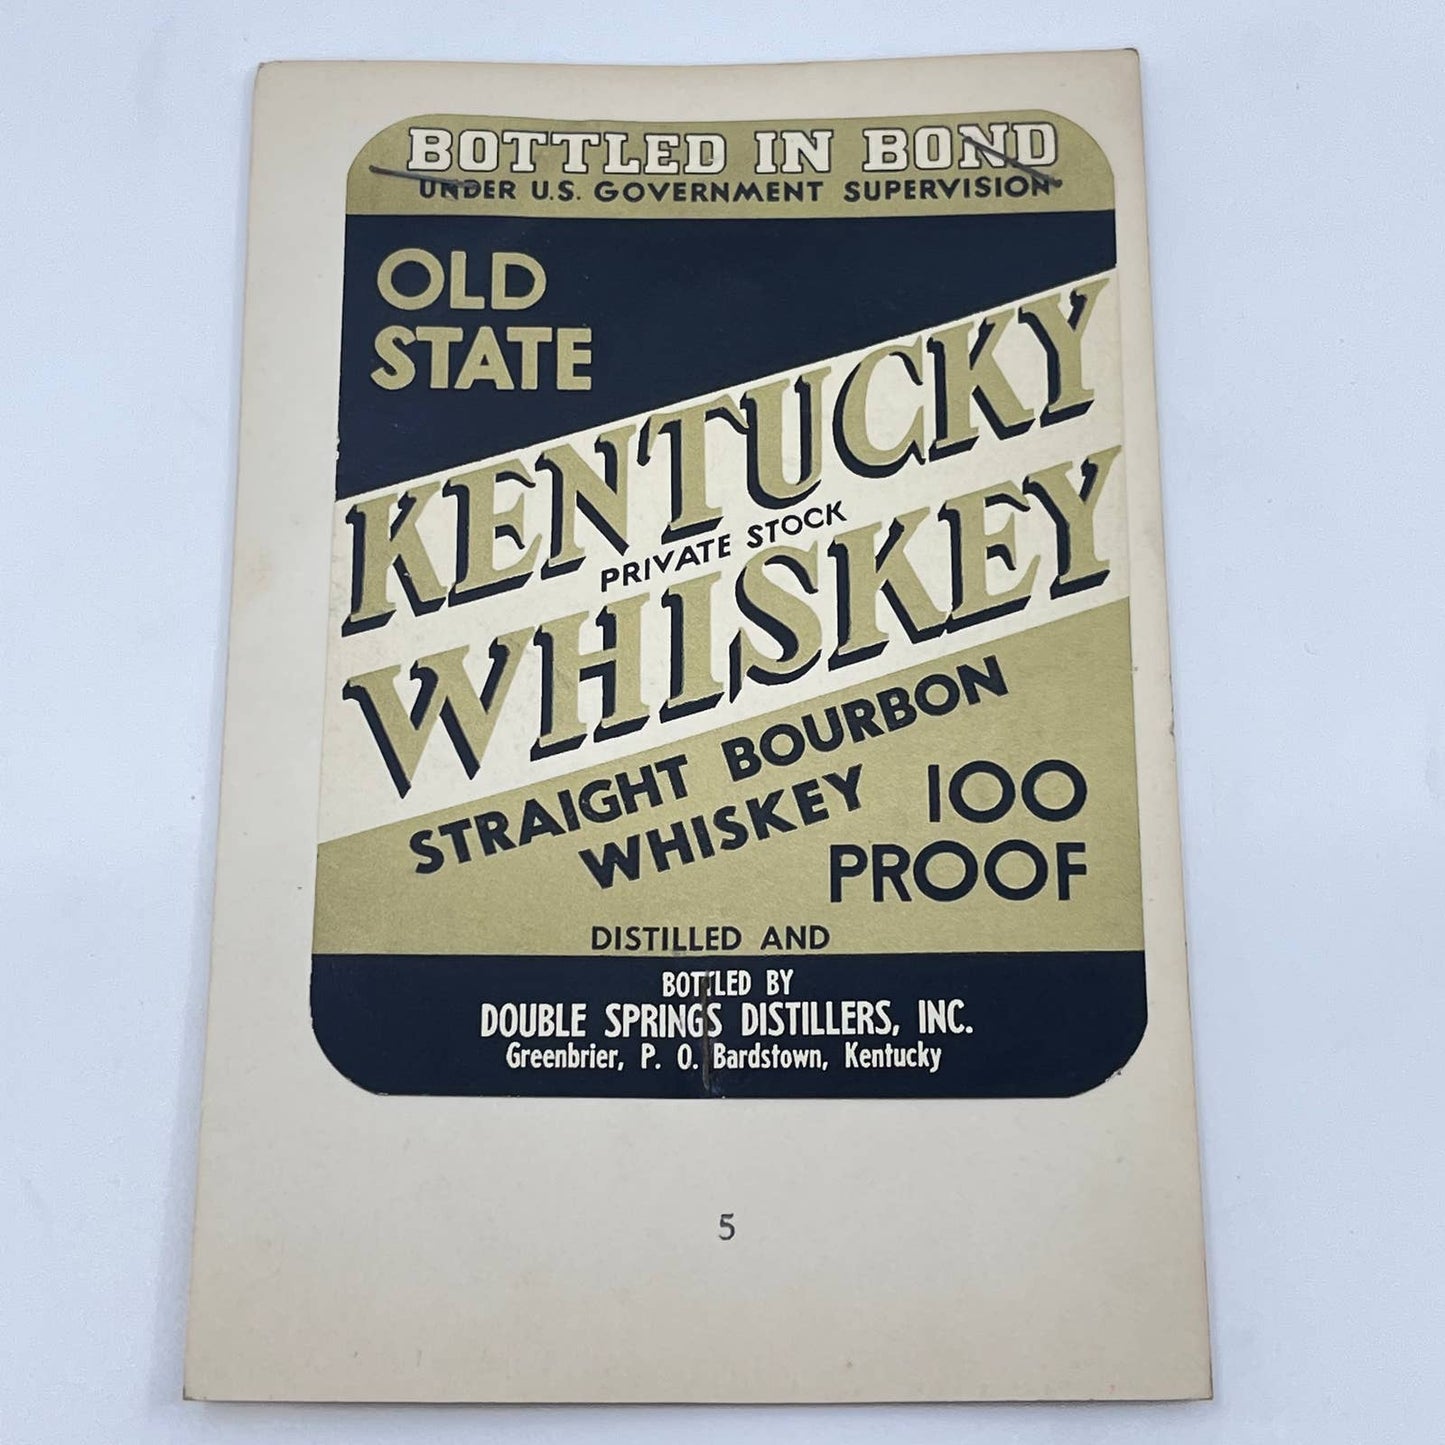 BOTTLED IN BOND
UNDER U.S. GOVERNMENT SUPERVISION
OLD
STATE
KENTUCKY
PRIVATE STOCK
WHISKEY
STRAIGHT BOURBON
WHISKEY
100
PROOF
DISTILLED AND
BOTTLED BY
DOUBLE SPRINGS DISTILLERS, INC.
Greenbrier, P. O. Bardstown, Kentucky
5